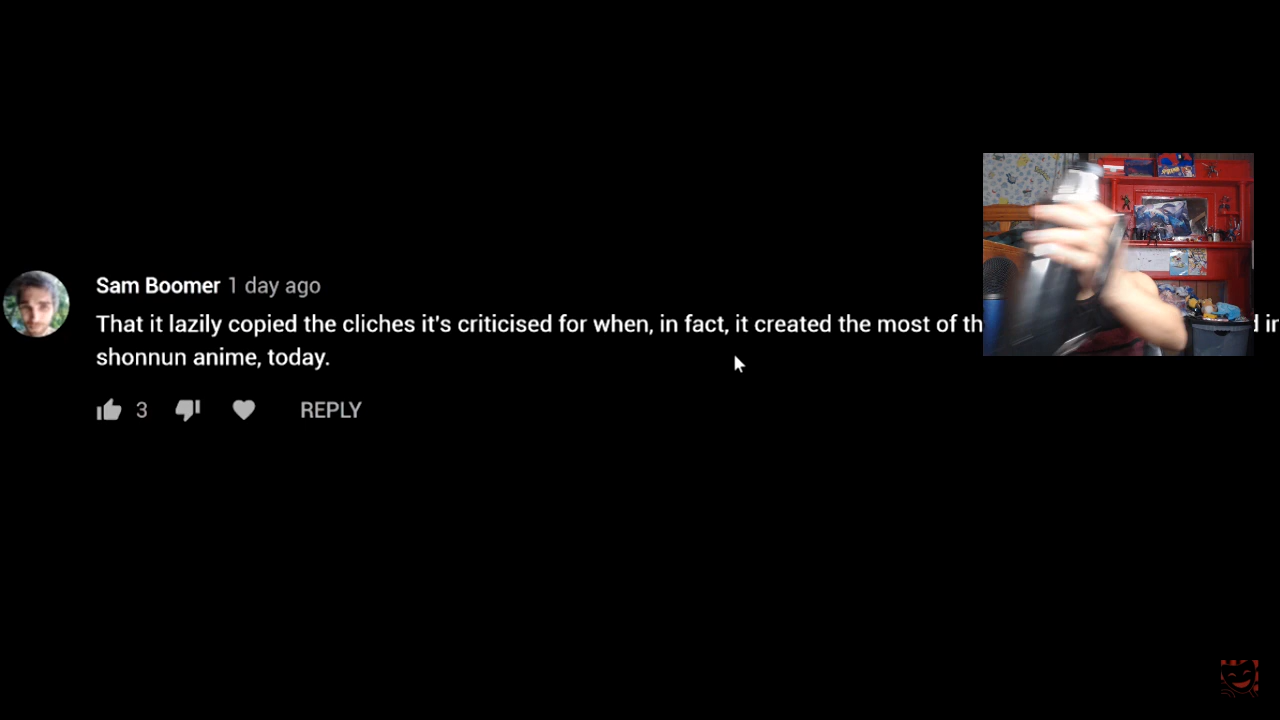 Sam Boomer 1 day ago
That it lazily copied the cliches it's criticised for when, in fact, it created the most of
shonnun anime, today.
3 REPLY